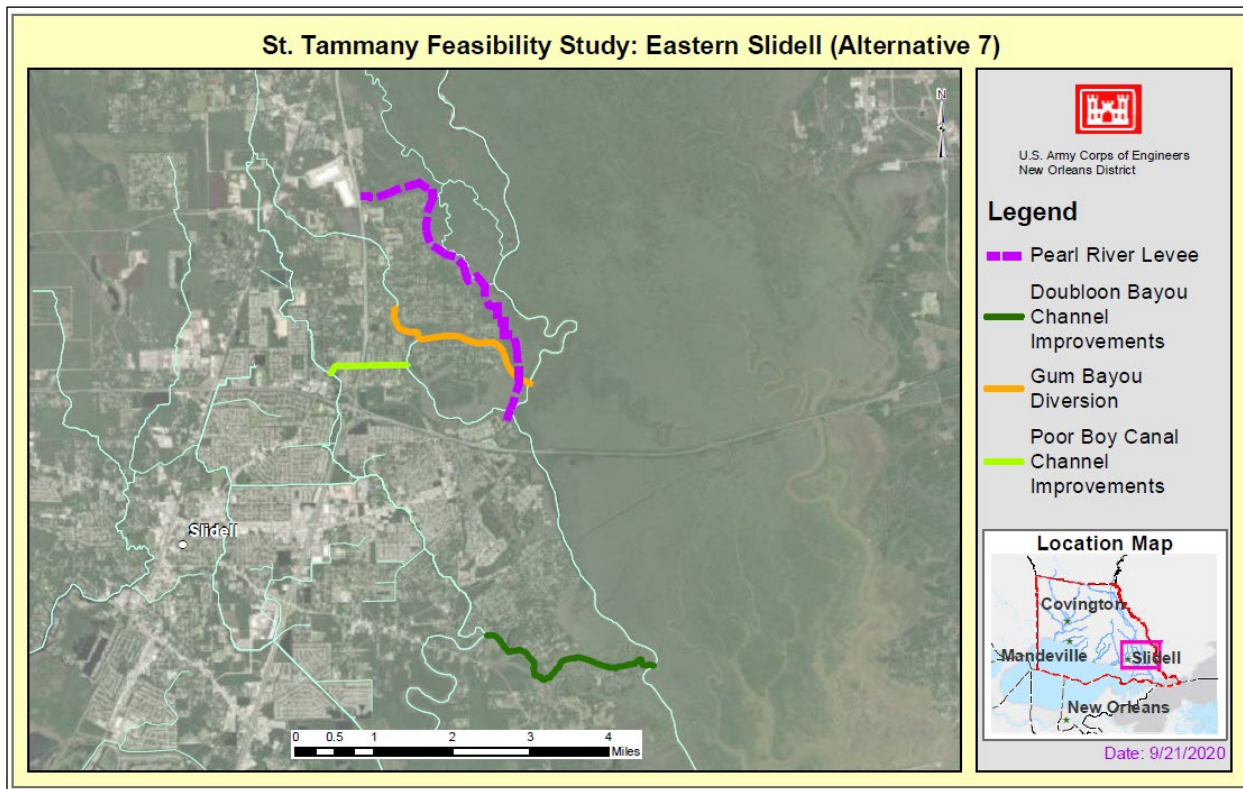 St. Tammany Feasibility Study: Eastern Slidell (Alternative 7)
N
Slidell
0 0.5 1 2 3 4
Miles
U.S. Army Corps of Engineers
New Orleans District
Legend
Pearl River Levee
Doubloon Bayou
Channel
Improvements
Gum Bayou
Diversion
Poor Boy Canal
Channel
Improvements
Location Map
Covington
Mandeville
Slidell
New Orleans
Date: 9/21/2020